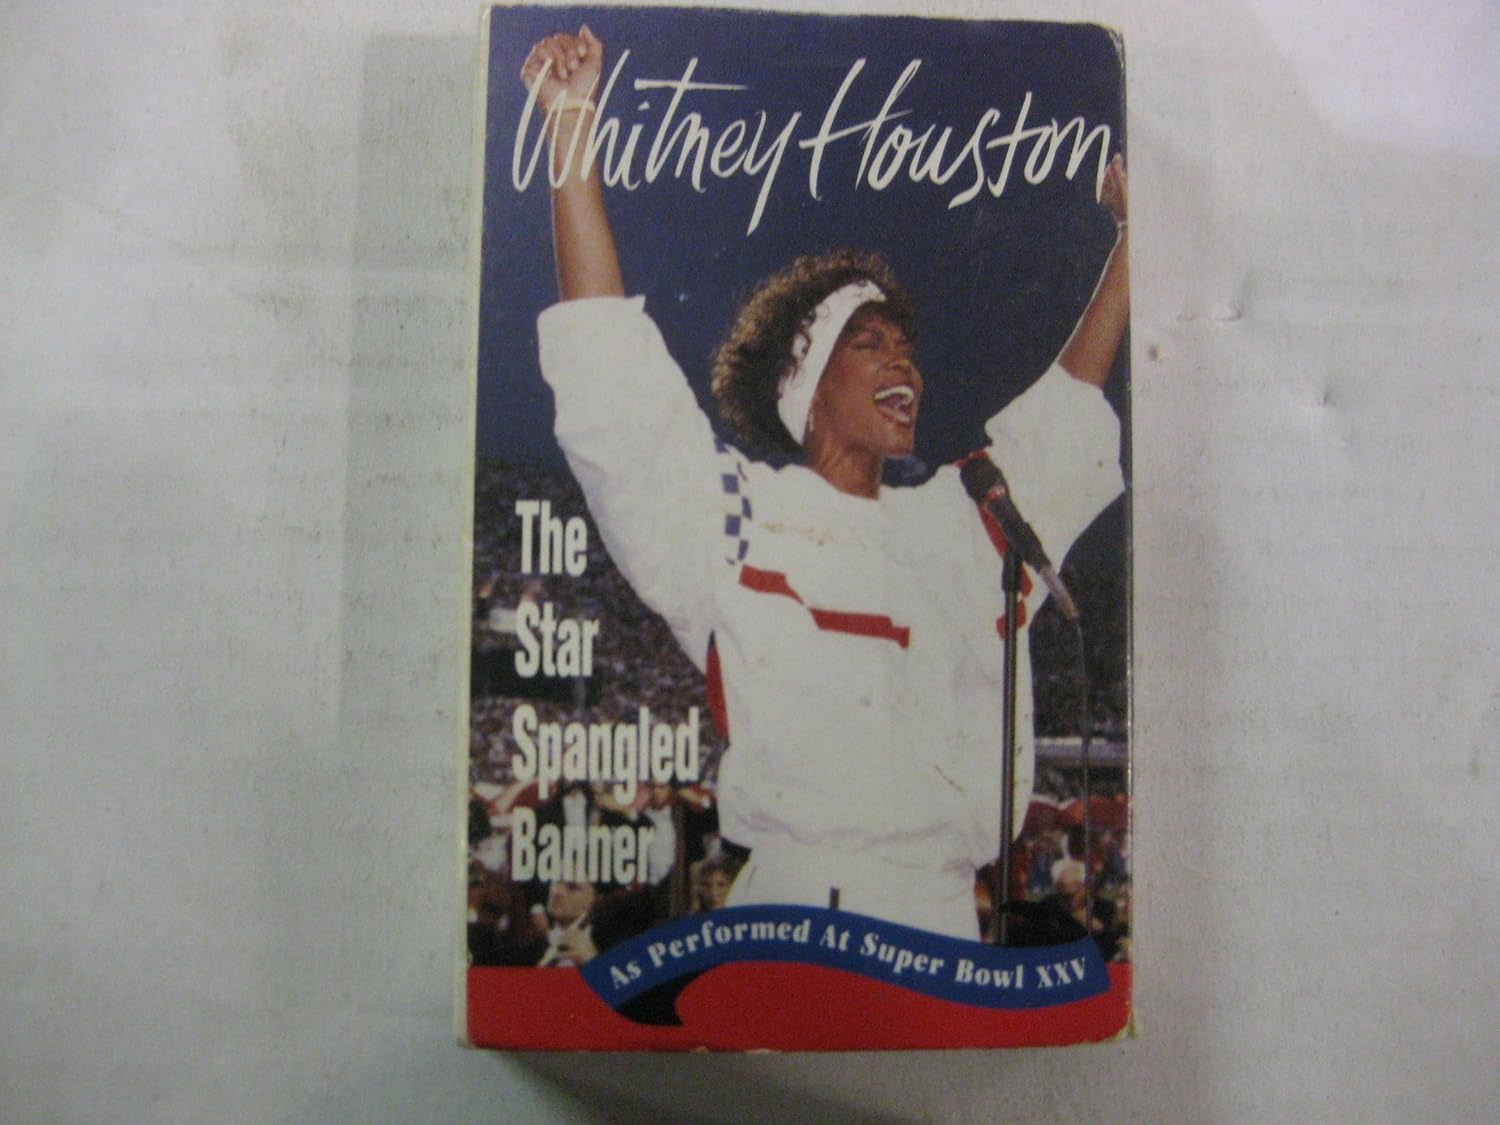 Whitney Houston
The
Star
Spangled
Banner
As Performed At Super Bowl XXV